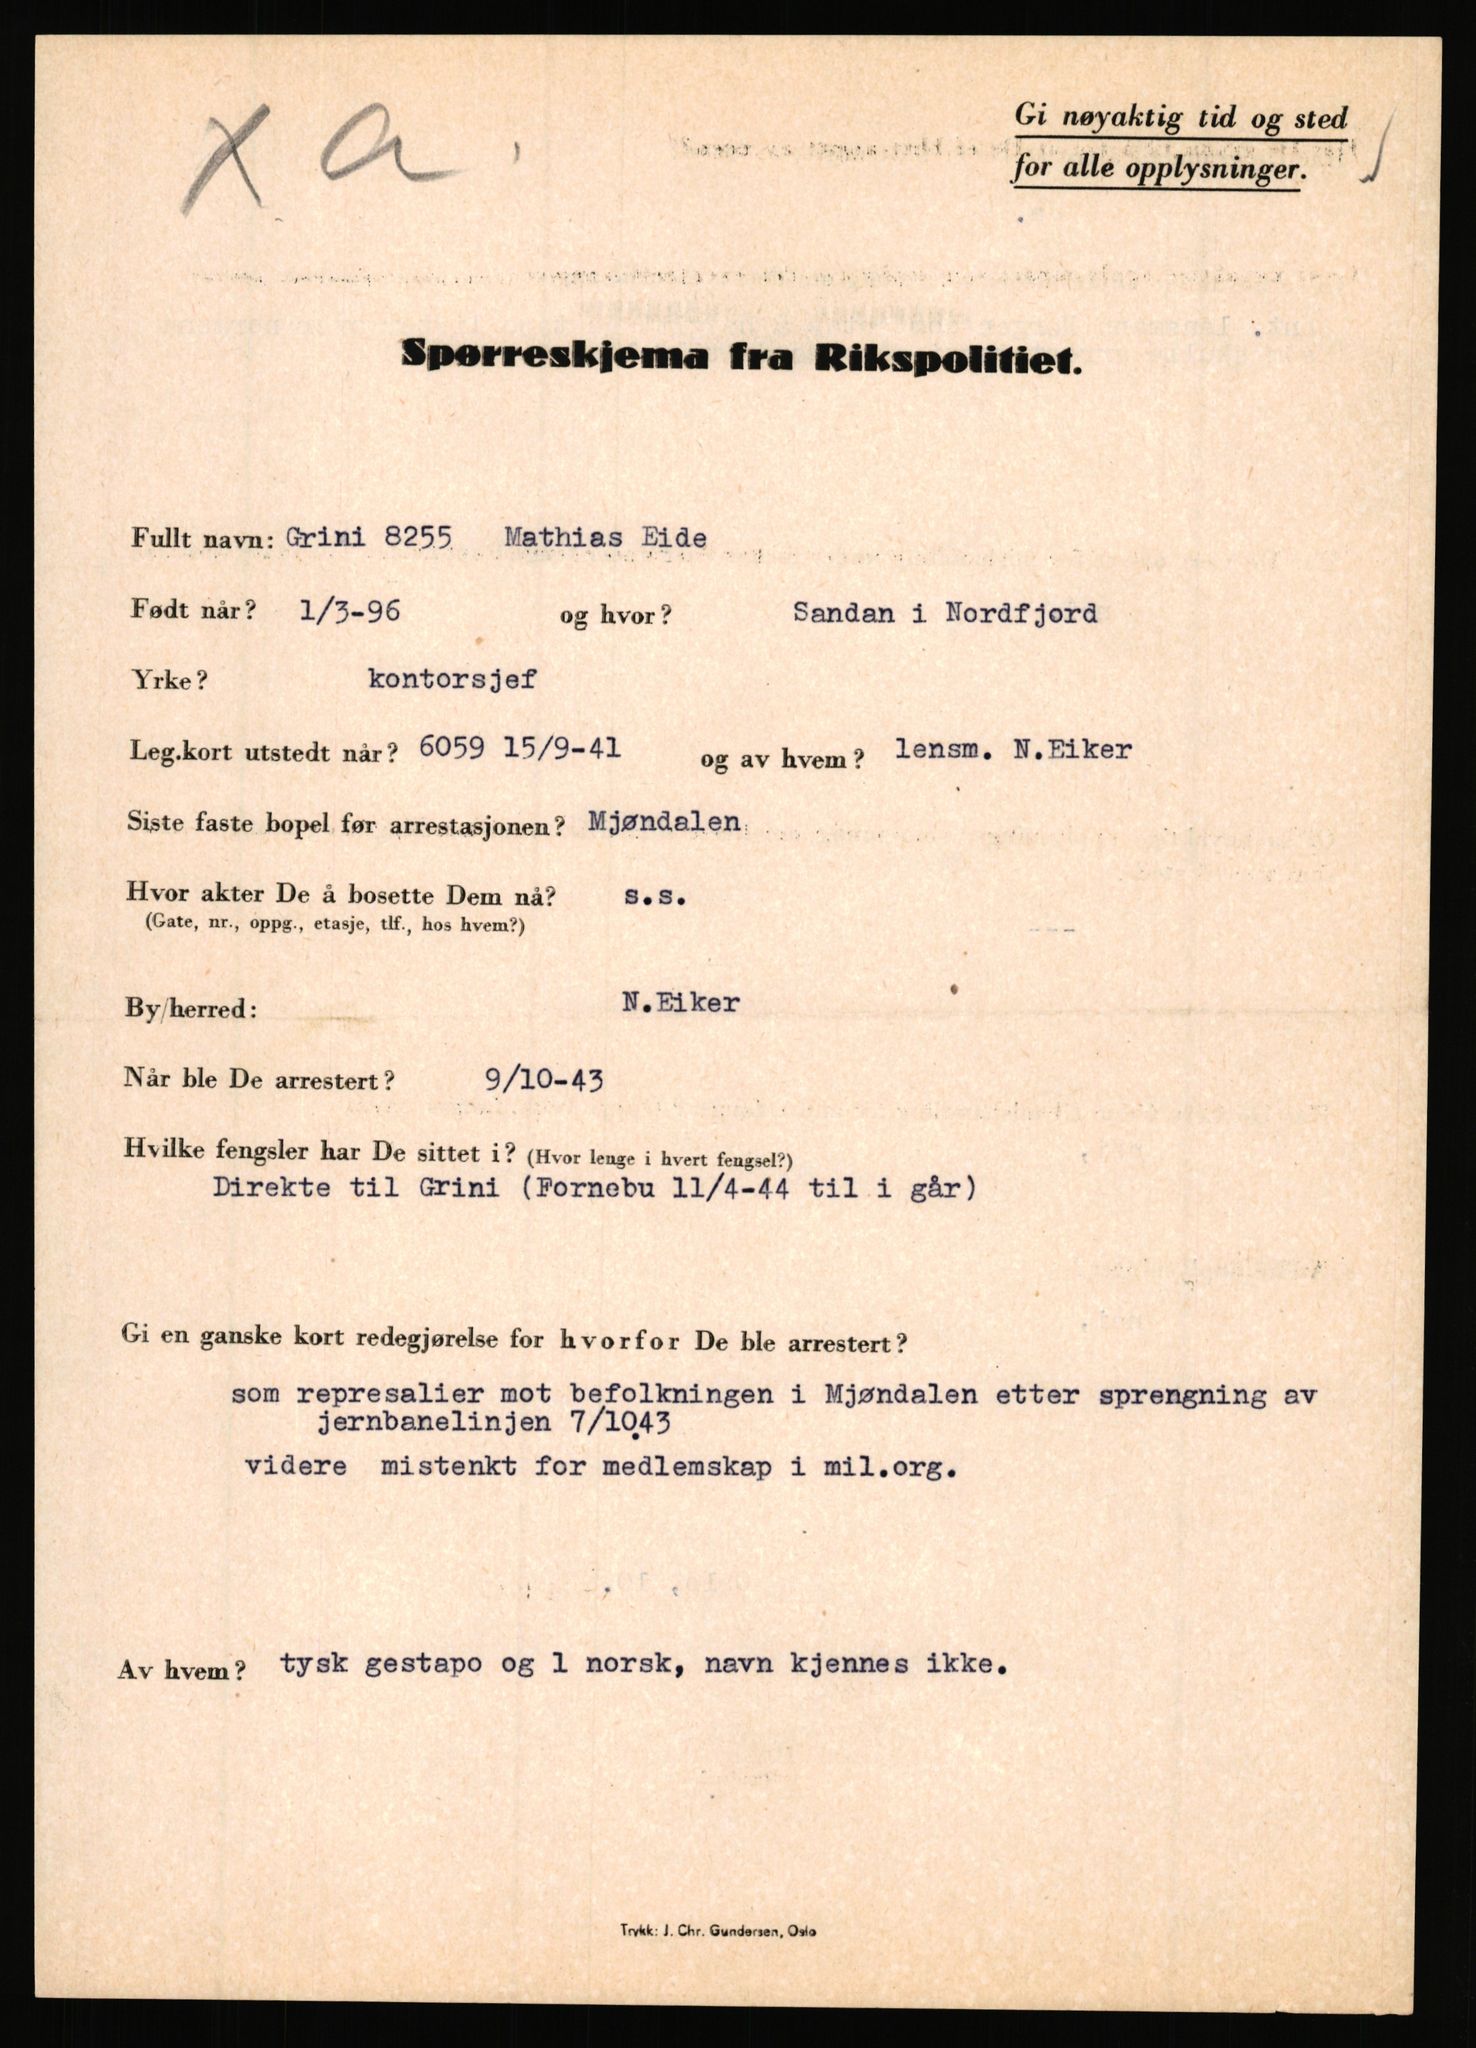 x a.
Gi nøyaktig tid og sted
for alle opplysninger.
Spørreskjema fra Rikspolitiet.
Fullt navn: Grini 8255 Mathias Eide
Født når? 1/3-96 og hvor? Sandan i Nordfjord
Yrke? kontorsjef
Leg.kort utstedt når? 6059 15/9-41 og av hvem? lensm. N.Eiker
Siste faste bopel før arrestasjonen? Mjøndalen
Hvor akter De å bosette Dem nå? s.s.
(Gate, nr., oppg., etasje, tlf., hos hvem?)
By/herred: N.Eiker
Når ble De arrestert? 9/10-43
Hvilke fengsler har De sittet i? (Hvor lenge i hvert fengsel?)
Direkte til Grini (Fornebu 11/4-44 til i går)
Gi en ganske kort redegjørelse for hvorfor De ble arrestert?
som represalier mot befolkningen i Mjøndalen etter sprengning av
jernbanelinjen 7/10.43
videre mistenkt for medlemskap i mil.org.
Av hvem? tysk gestapo og 1 norsk, navn kjennes ikke.
Trykk: J. Chr. Gundersen, Oslo